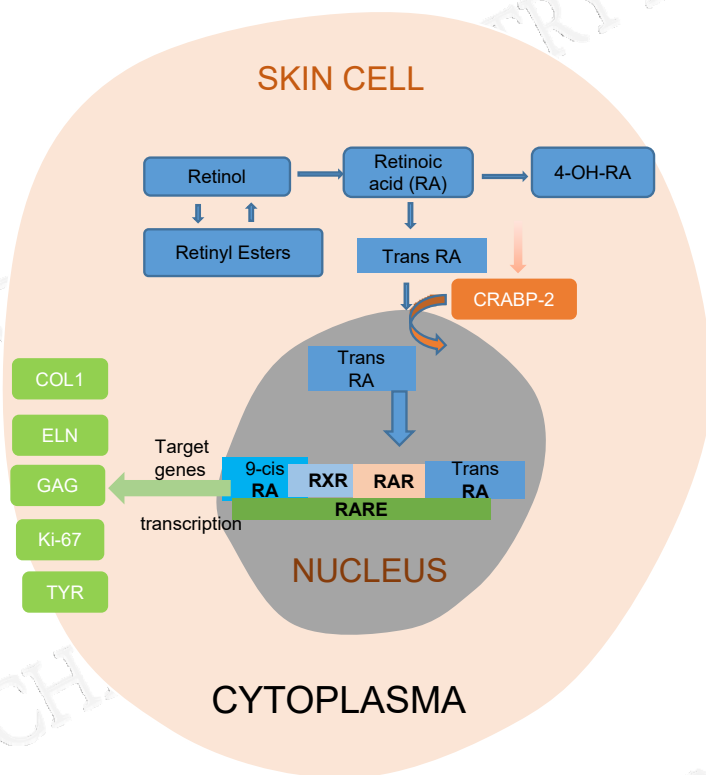 SKIN CELL
Retinol
Retinoic
acid (RA)
4-OH-RA
Retinyl Esters
Trans RA
CRABP-2
Trans
RA
COL1
ELN
GAG
Ki-67
TYR
Target
genes
transcription
9-cis
RA
RXR
RAR
Trans
RA
RARE
NUCLEUS
CYTOPLASMA